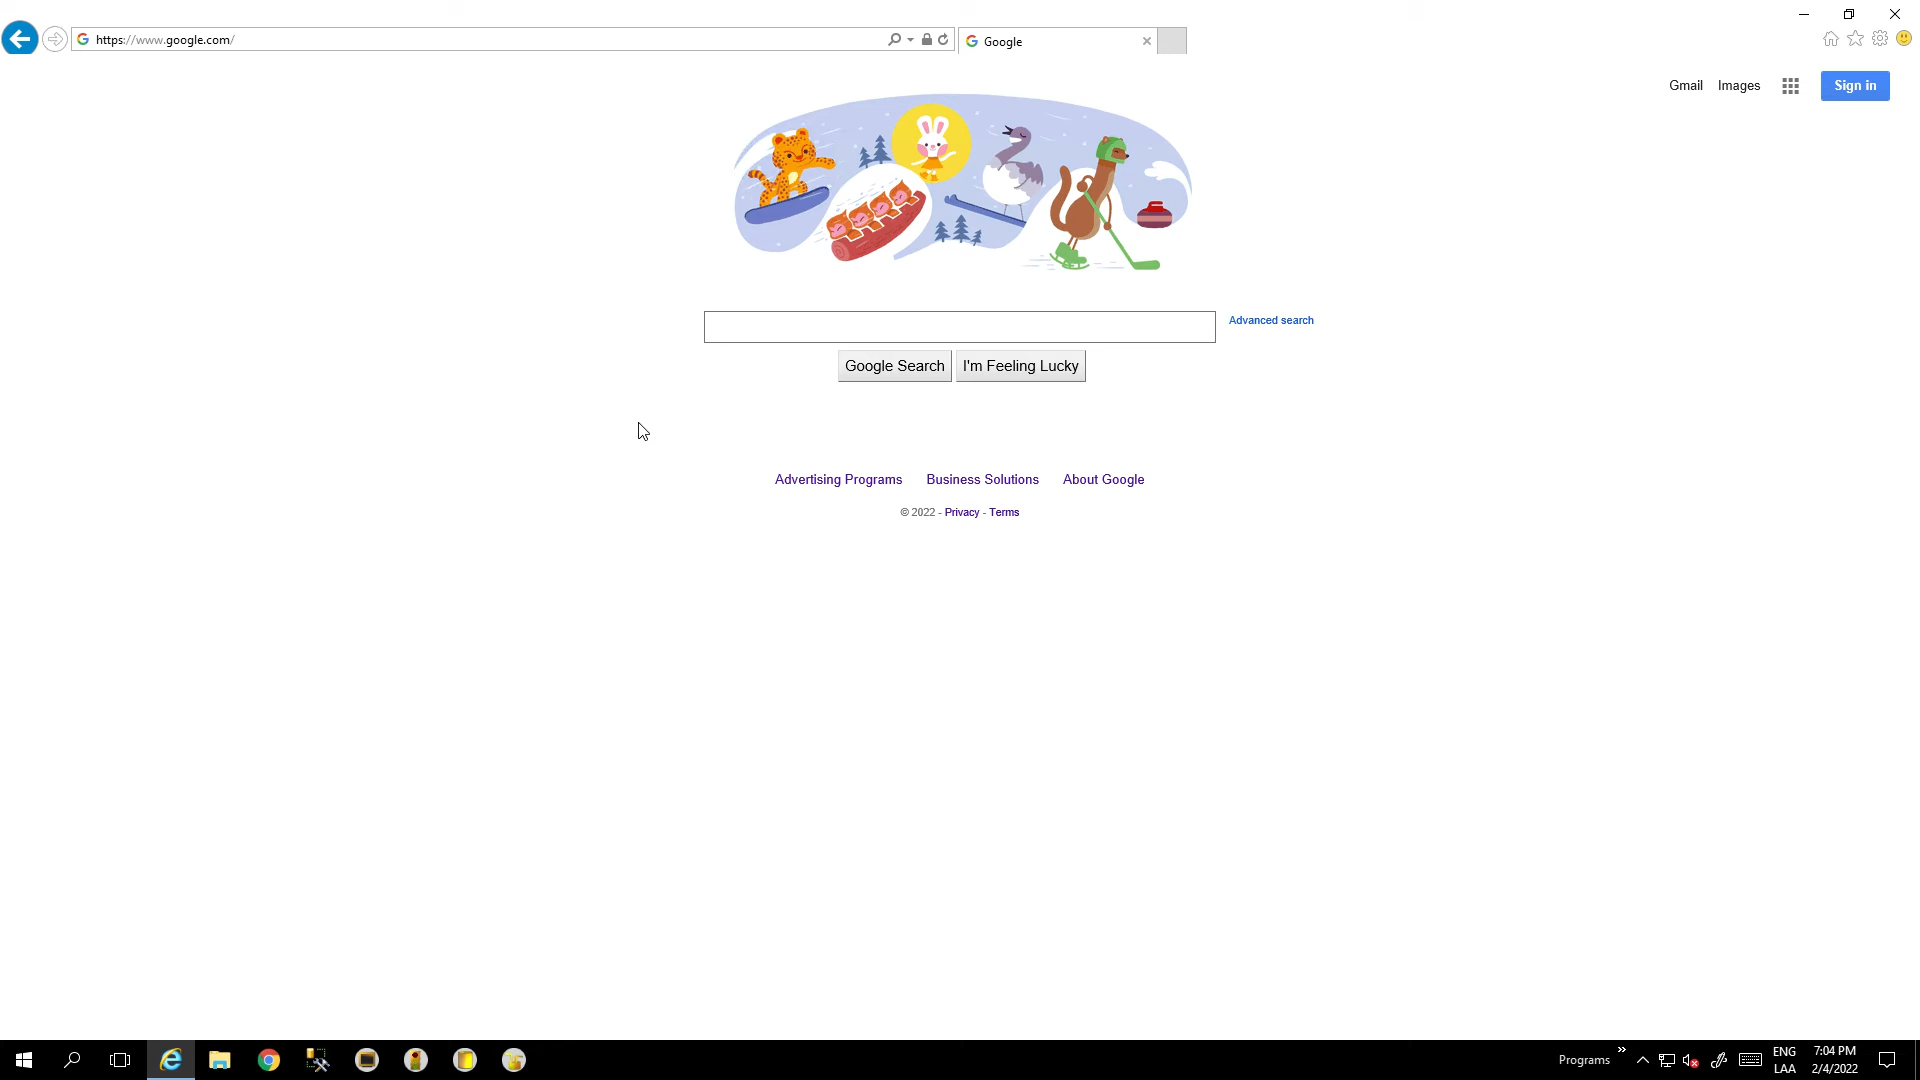 https://www.google.com/
Google
Gmail Images Sign in
Advanced search
Google Search I'm Feeling Lucky
Advertising Programs Business Solutions About Google
© 2022 - Privacy - Terms
Programs ENG 7:04 PM
LAA 2/4/2022